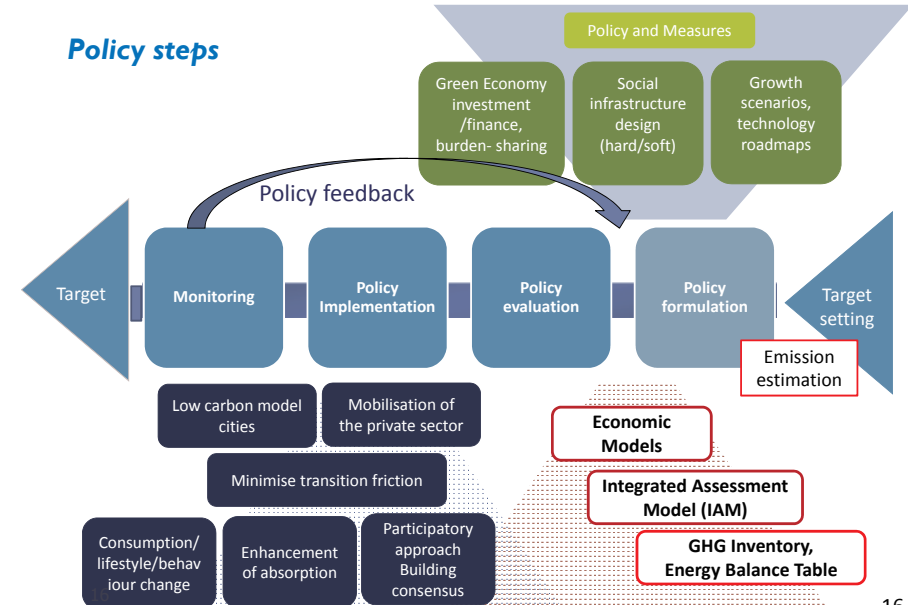 Policy steps
Policy and Measures
Green Economy
investment
/finance,
burden- sharing
Social
infrastructure
design
(hard/soft)
Growth
scenarios,
technology
roadmaps
Policy feedback
Target
Monitoring
Policy
Implementation
Policy
evaluation
Policy
formulation
Target
setting
Emission
estimation
Low carbon model
cities
Mobilisation of
the private sector
Minimise transition friction
Consumption/
lifestyle/behav
iour change
Enhancement
of absorption
Participatory
approach
Building
consensus
Economic
Models
Integrated Assessment
Model (IAM)
GHG Inventory,
Energy Balance Table
16
16